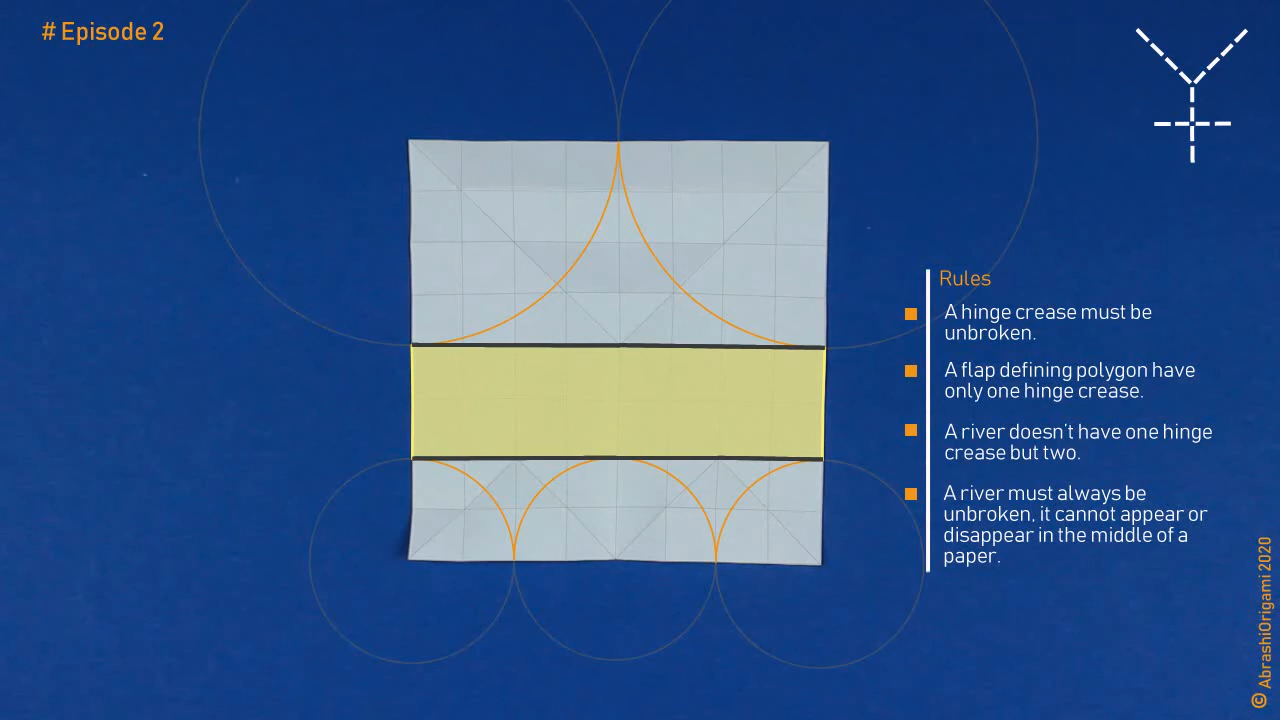 # Episode 2
Rules
A hinge crease must be
unbroken.
A flap defining polygon have
only one hinge crease.
A river doesn't have one hinge
crease but two.
A river must always be
unbroken, it cannot appear or
disappear in the middle of a
paper.
© AbrashiOrigami 2020